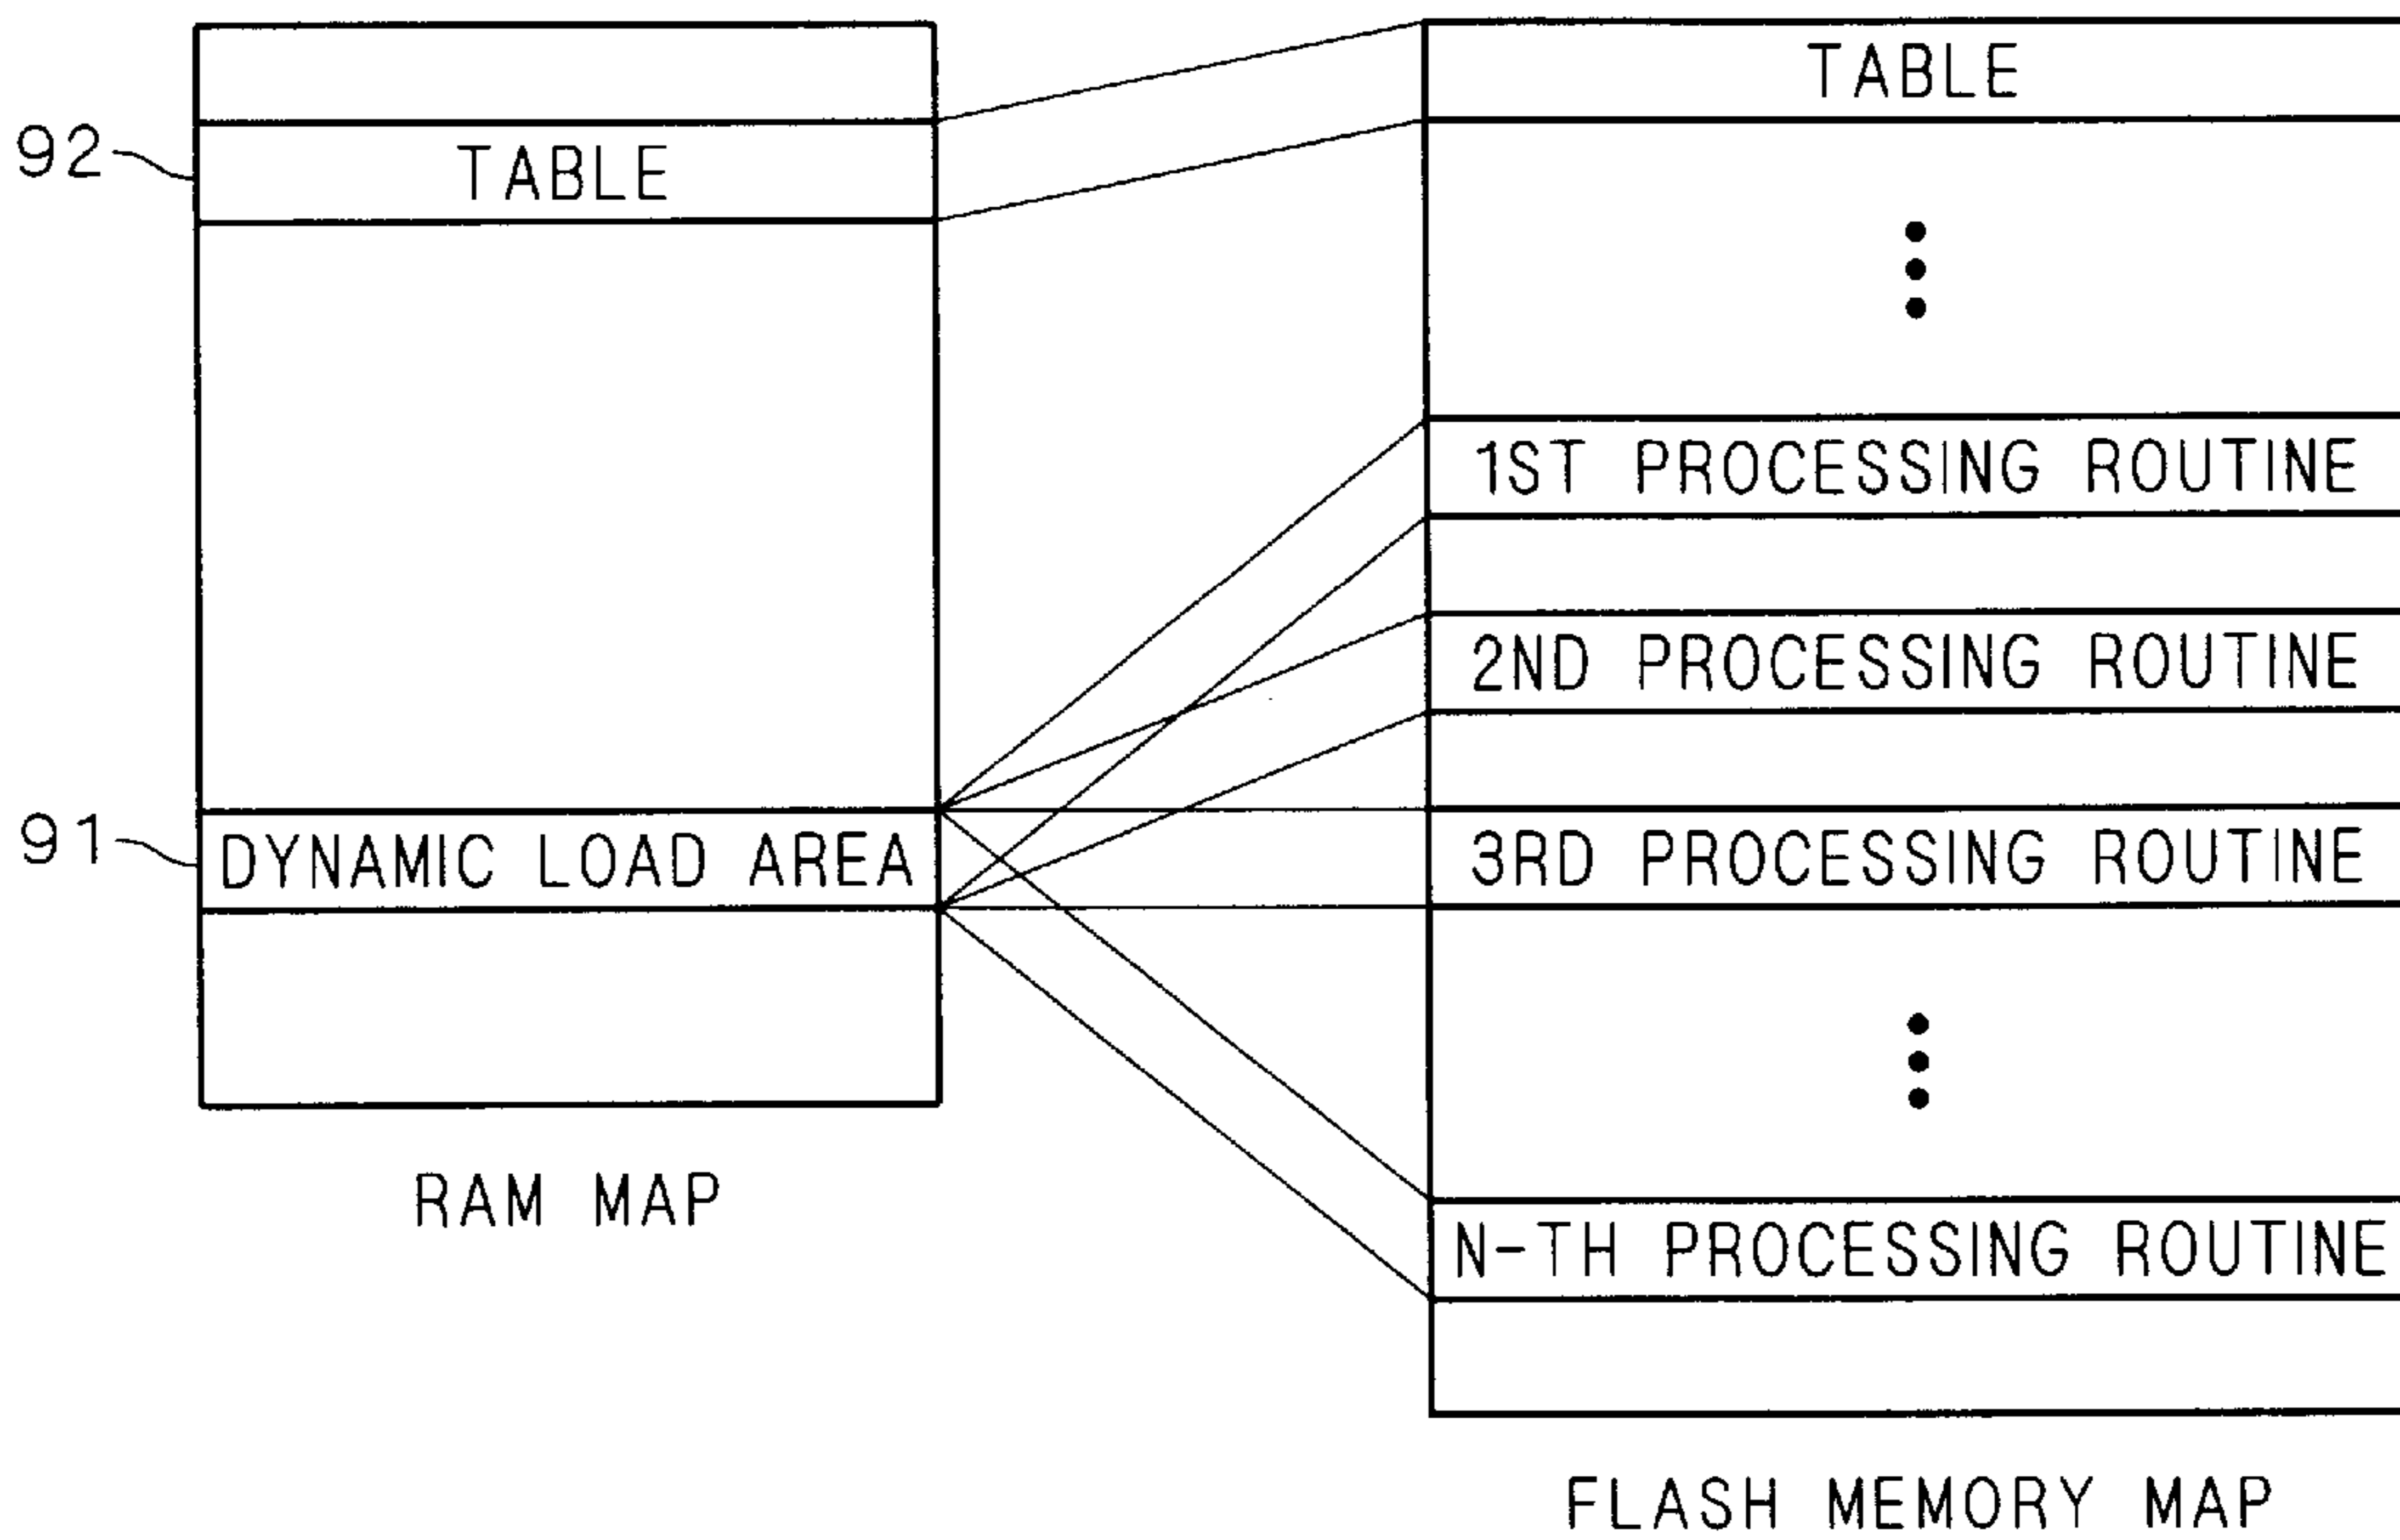 92
TABLE
91
DYNAMIC LOAD AREA
RAM MAP
TABLE
1ST PROCESSING ROUTINE
2ND PROCESSING ROUTINE
3RD PROCESSING ROUTINE
N-TH PROCESSING ROUTINE
FLASH MEMORY MAP